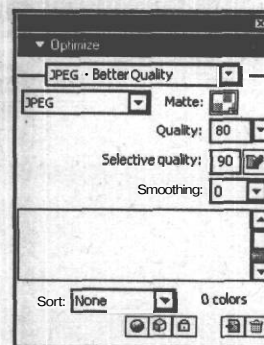 Optimize
JPEG - Better Quality
JPEG Matte:
Quality: 80
Selective quality: 90
Smoothing: 0
Sort: None 0 colors